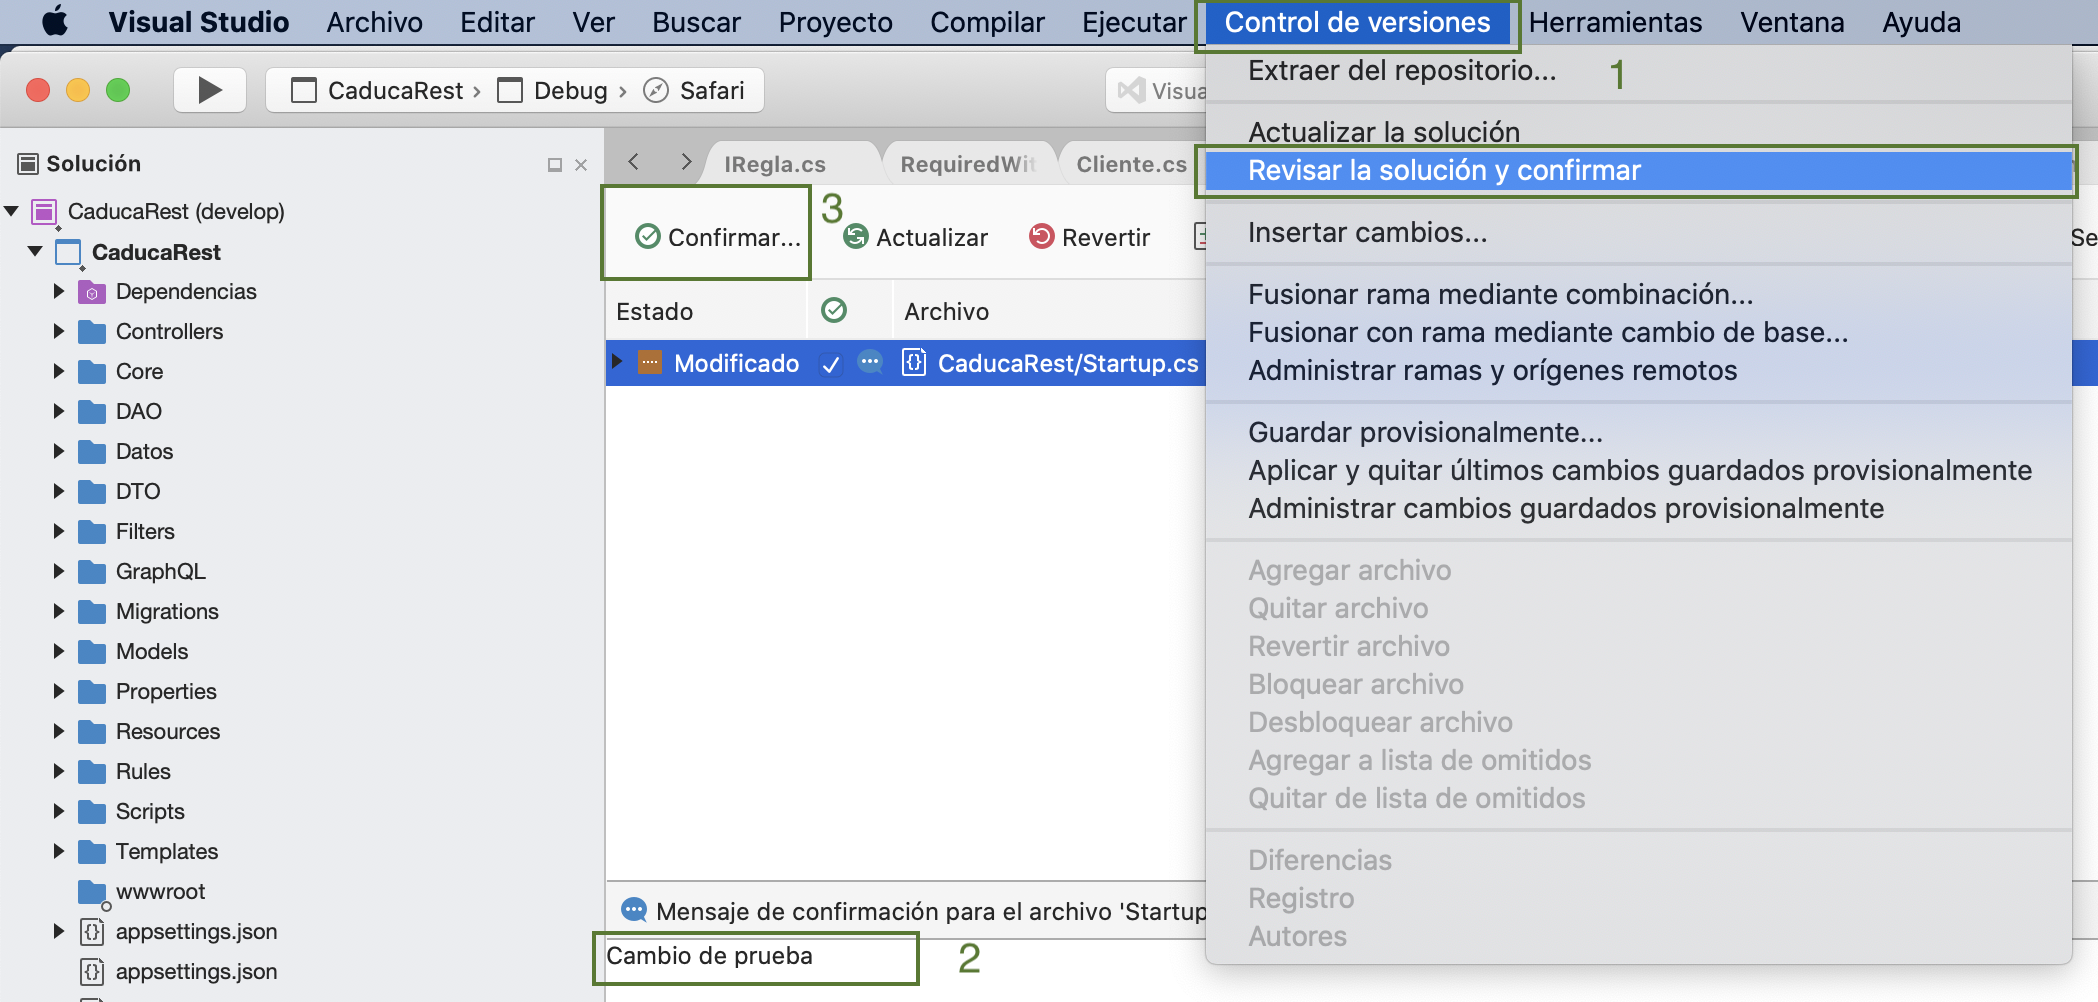 Visual Studio Archivo Editar Ver Buscar Proyecto Compilar Ejecutar Control de versiones Herramientas Ventana Ayuda
CaducaRest › Debug › Safari
Extraer del repositorio...
1
Actualizar la solución
Revisar la solución y confirmar
Insertar cambios...
Fusionar rama mediante combinación...
Fusionar con rama mediante cambio de base...
Administrar ramas y orígenes remotos
Guardar provisionalmente...
Aplicar y quitar últimos cambios guardados provisionalmente
Administrar cambios guardados provisionalmente
Agregar archivo
Quitar archivo
Revertir archivo
Bloquear archivo
Desbloquear archivo
Agregar a lista de omitidos
Quitar de lista de omitidos
Diferencias
Registro
Autores
Solución
CaducaRest (develop)
CaducaRest
Dependencias
Controllers
Core
DAO
Datos
DTO
Filters
GraphQL
Migrations
Models
Properties
Resources
Rules
Scripts
Templates
wwwroot
appsettings.json
appsettings.json
IRegla.cs RequiredWit Cliente.cs
Confirmar... 3 Actualizar Revertir
Estado Archivo
Modificado CaducaRest/Startup.cs
Mensaje de confirmación para el archivo 'Startup
Cambio de prueba 2